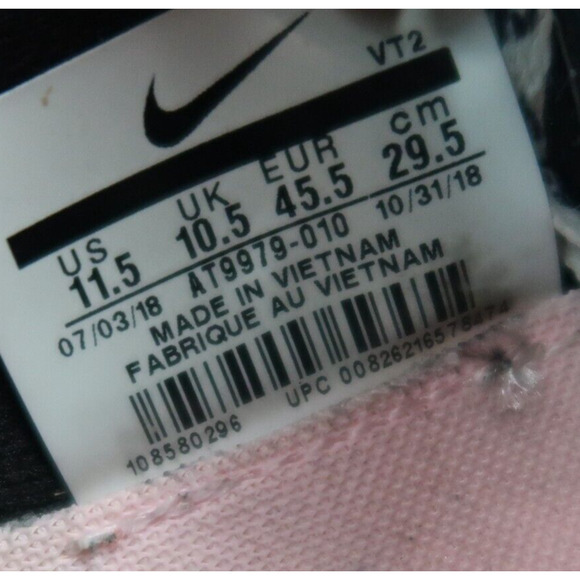 VT2
US UK EUR cm
11.5 10.5 45.5 29.5
07/03/18 AT9979-010 10/31/18
MADE IN VIETNAM
FABRIQUE AU VIETNAM
108580296 UPC 00826216578474